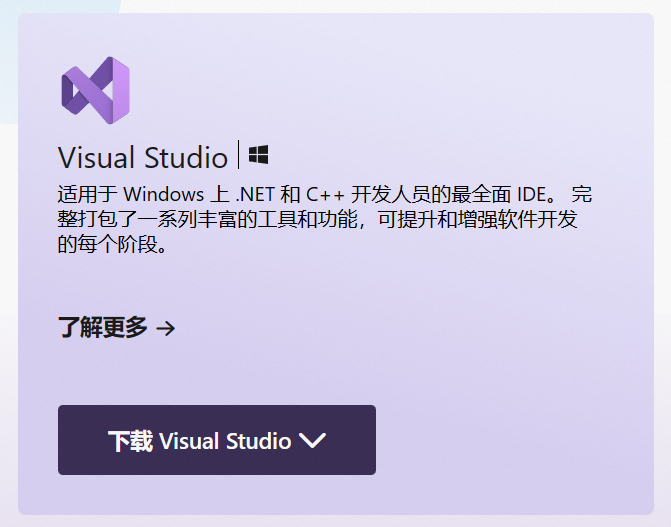 Visual Studio
适用于 Windows 上 .NET 和 C++ 开发人员的最全面 IDE。 完
整打包了一系列丰富的工具和功能，可提升和增强软件开发
的每个阶段。
了解更多
下载 Visual Studio